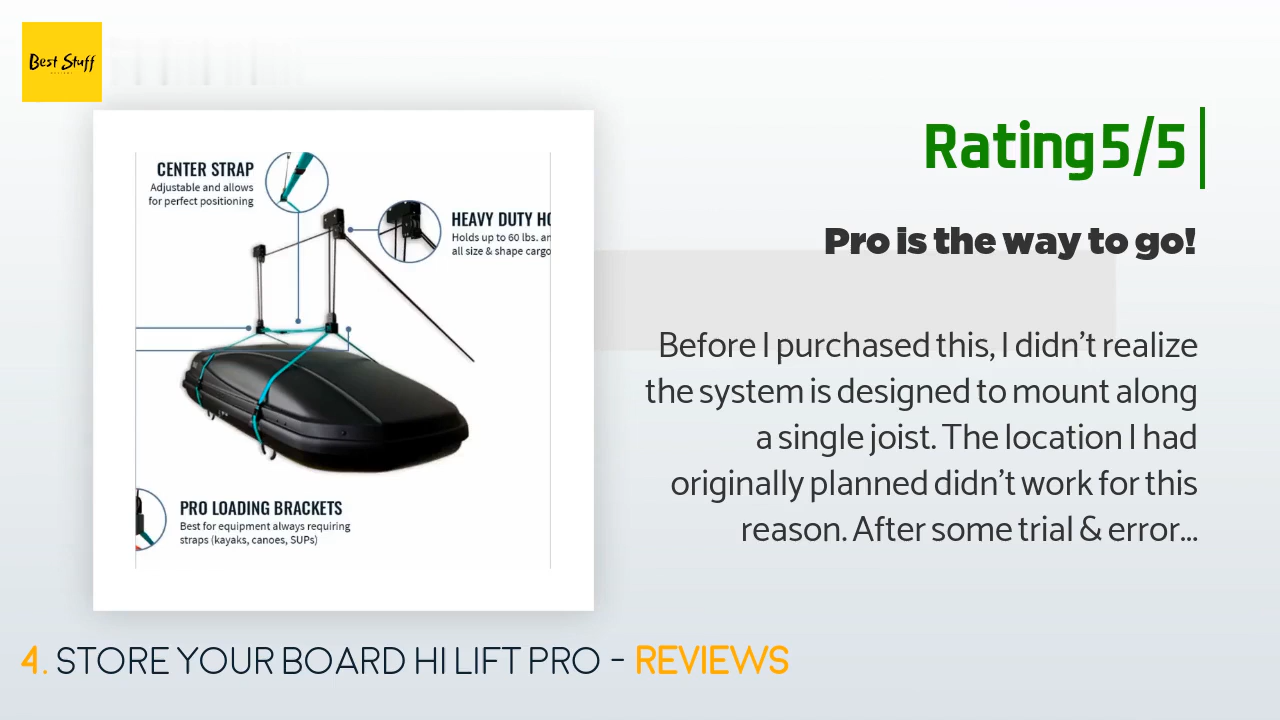 Best Stuff
CENTER STRAP
Adjustable and allows
for perfect positioning
HEAVY DUTY
Holds up to 60 lbs.
all size & shape cargo
PRO LOADING BRACKETS
Best for equipment always requiring
straps (kayaks, canoes, SUPs)
Rating 5/5
Pro is the way to go!
Before I purchased this, I didn't realize
the system is designed to mount along
a single joist. The location I had
originally planned didn't work for this
reason. After some trial & error...
4. STORE YOUR BOARD HI LIFT PRO - REVIEWS